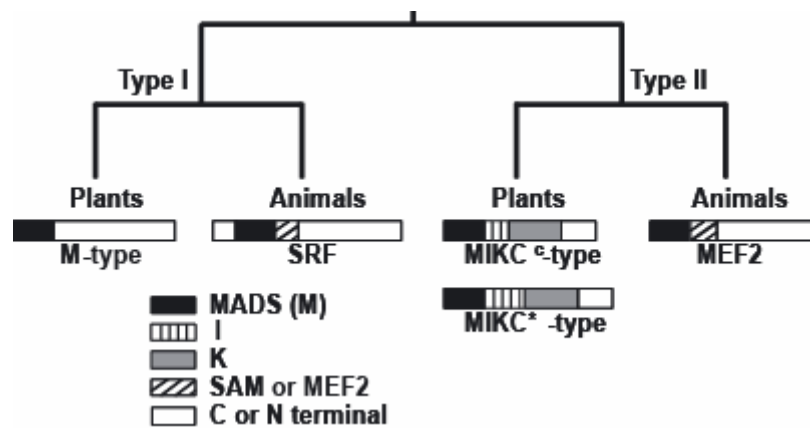 Type I Type II
Plants Animals Plants Animals
M-type SRF MIKC c-type MEF2
MIKC* -type
MADS (M)
I
K
SAM or MEF2
C or N terminal